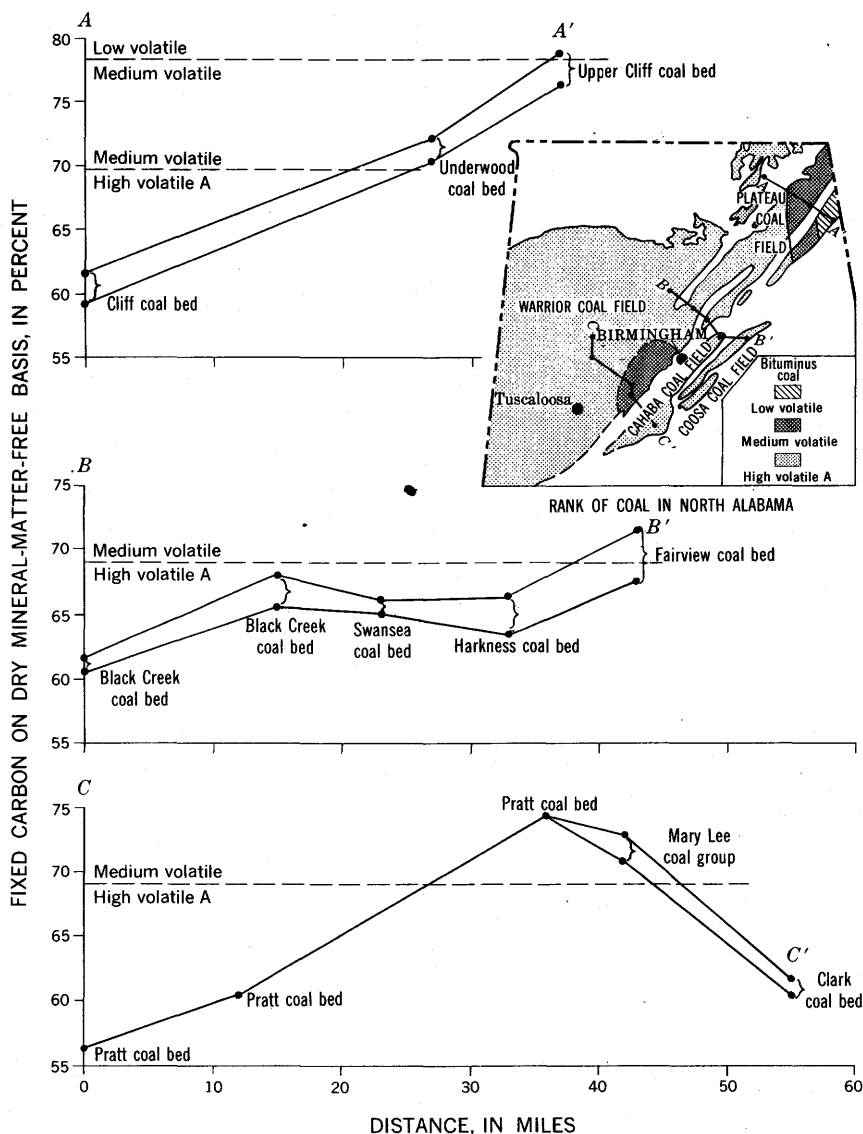 A
A'
80
75
70
65
60
55
Low volatile
Medium volatile
Medium volatile
High volatile A
Upper Cliff coal bed
Underwood
coal bed
Cliff coal bed
PLATEAU
COAL
FIELD
A
WARRIOR COAL FIELD
B
B'
C
BIRMINGHAM
Tuscaloosa
CAHABA COAL FIELD
COOSA COAL FIELD
C'
Bituminus
coal
Low volatile
Medium volatile
High volatile A
RANK OF COAL IN NORTH ALABAMA
FIXED CARBON ON DRY MINERAL-MATTER-FREE BASIS, IN PERCENT
B
B'
75
70
65
60
55
Medium volatile
High volatile A
Fairview coal bed
Black Creek
coal bed
Swansea
coal bed
Harkness coal bed
Black Creek
coal bed
C
C'
75
70
65
60
55
Pratt coal bed
Mary Lee
coal group
Medium volatile
High volatile A
Pratt coal bed
Clark
coal bed
Pratt coal bed
0
10
20
30
40
50
60
DISTANCE, IN MILES